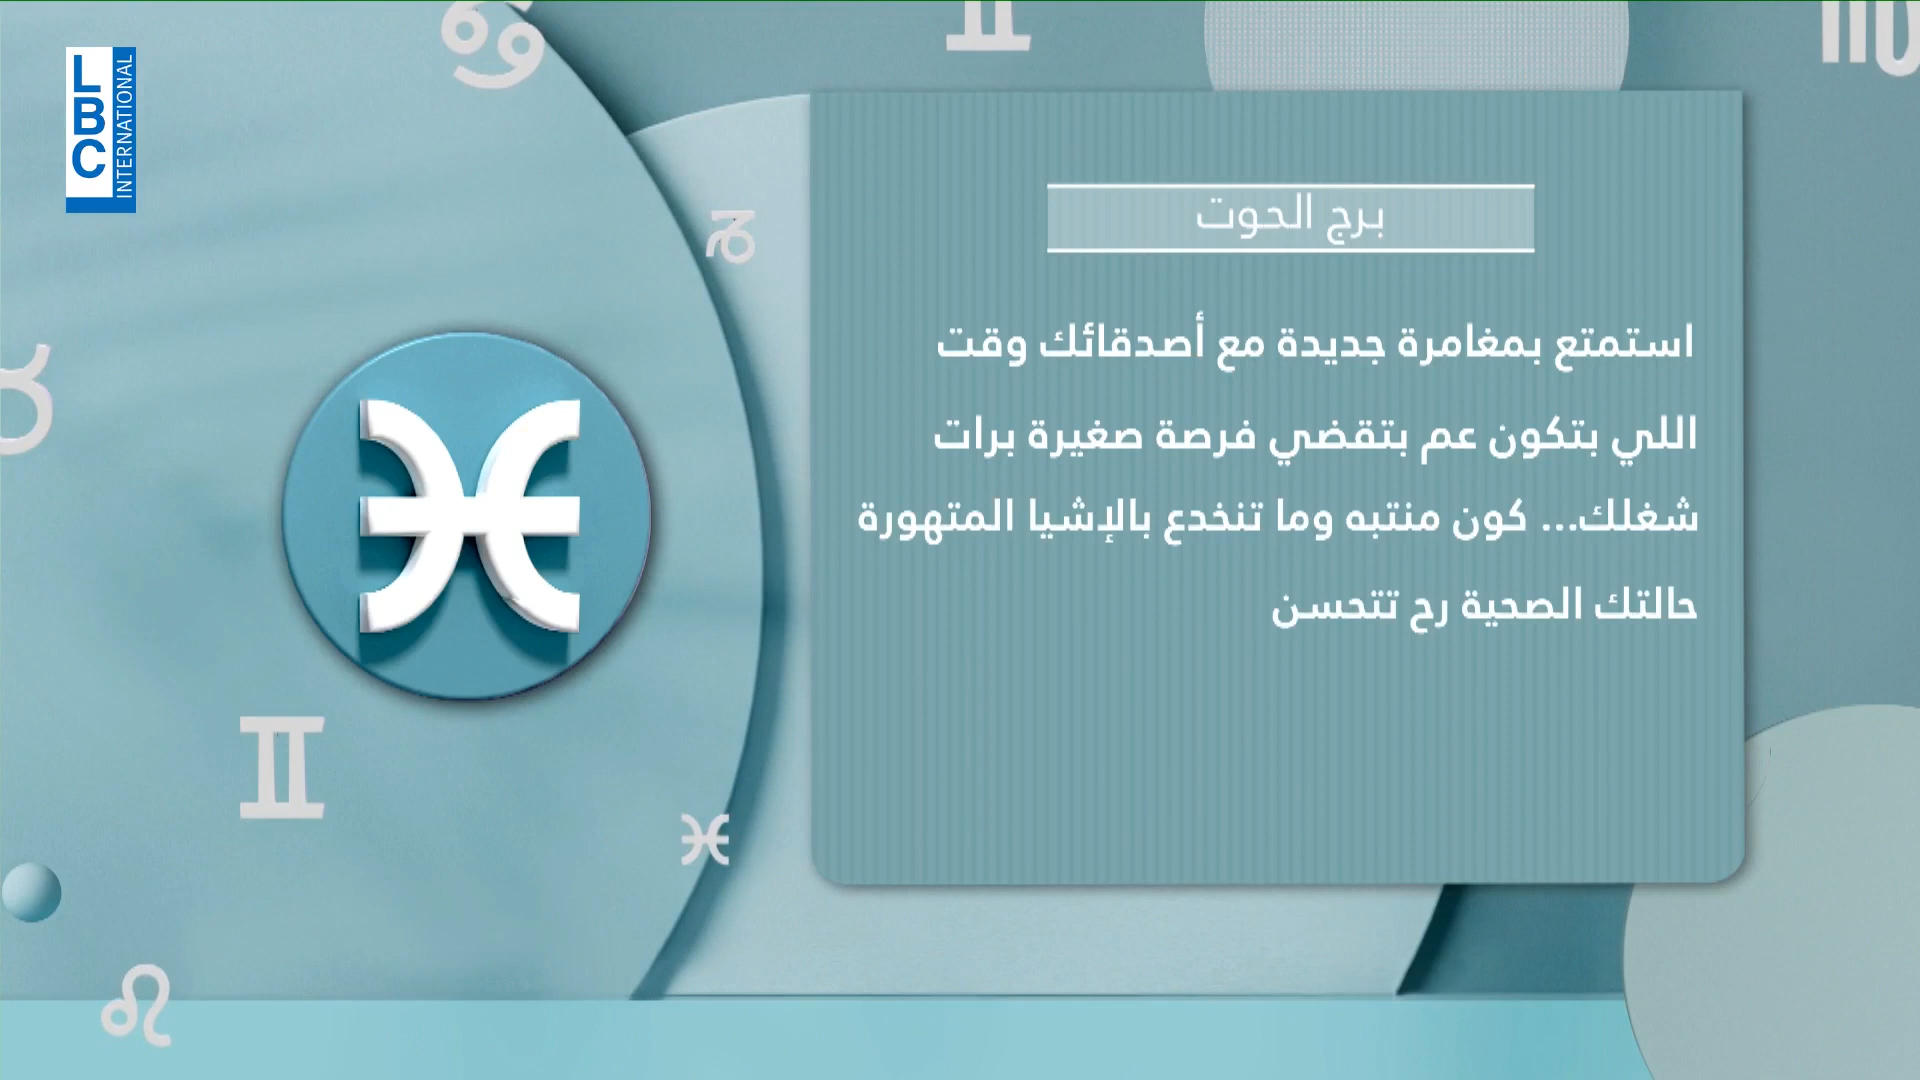 LBC
INTERNATIONAL
برج الحوت
استمتع بمغامرة جديدة مع أصدقائك وقت
اللي بتكون عم بتقضي فرصة صغيرة برات
شغلك... كون منتبه وما تنخدع بالإشيا المتهورة
حالتك الصحية رح تتحسن